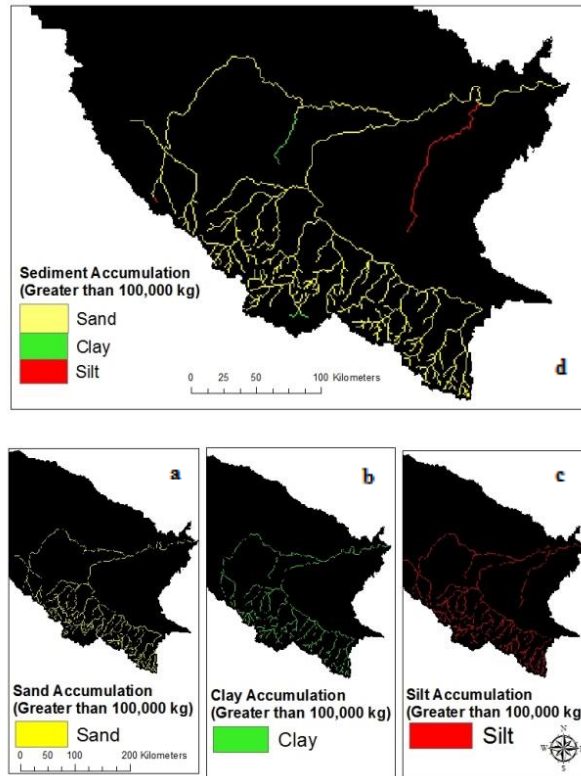 Sediment Accumulation
(Greater than 100,000 kg)
Sand
Clay
Silt
0 25 50 100 Kilometers
d
a
Sand Accumulation
(Greater than 100,000 kg)
Sand
0 50 100 200 Kilometers
b
Clay Accumulation
(Greater than 100,000 kg)
Clay
c
Silt Accumulation
(Greater than 100,000 kg)
Silt
N
W E
S